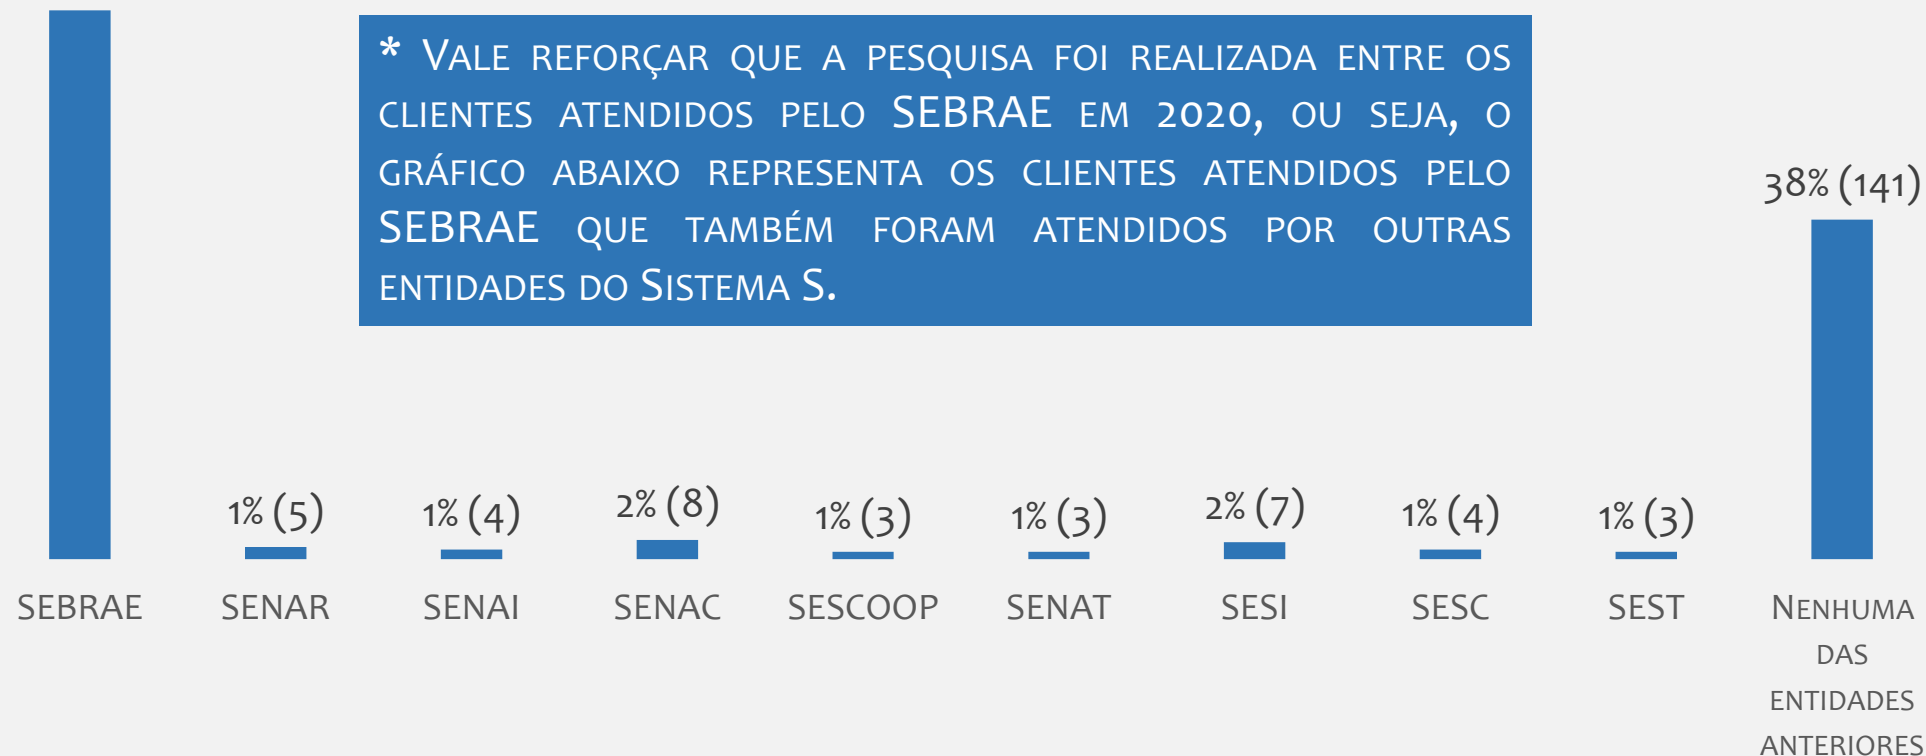 * VALE REFORÇAR QUE A PESQUISA FOI REALIZADA ENTRE OS
CLIENTES ATENDIDOS PELO SEBRAE EM 2020, OU SEJA, O
GRÁFICO ABAIXO REPRESENTA OS CLIENTES ATENDIDOS PELO
SEBRAE QUE TAMBÉM FORAM ATENDIDOS POR OUTRAS
ENTIDADES DO SISTEMA S.
38% (141)
1% (5)
1% (4)
2% (8)
1% (3)
1% (3)
2% (7)
1% (4)
1% (3)
SEBRAE
SENAR
SENAI
SENAC
SESCOOP
SENAT
SESI
SESC
SEST
NENHUMA
DAS
ENTIDADES
ANTERIORES